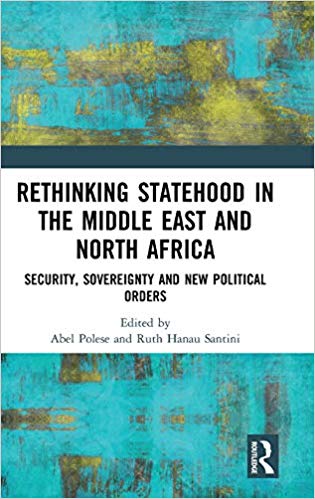 RETHINKING STATEHOOD IN
THE MIDDLE EAST AND
NORTH AFRICA
SECURITY, SOVEREIGNTY AND NEW POLITICAL
ORDERS
Edited by
Abel Polese and Ruth Hanau Santini
ROUTLEDGE